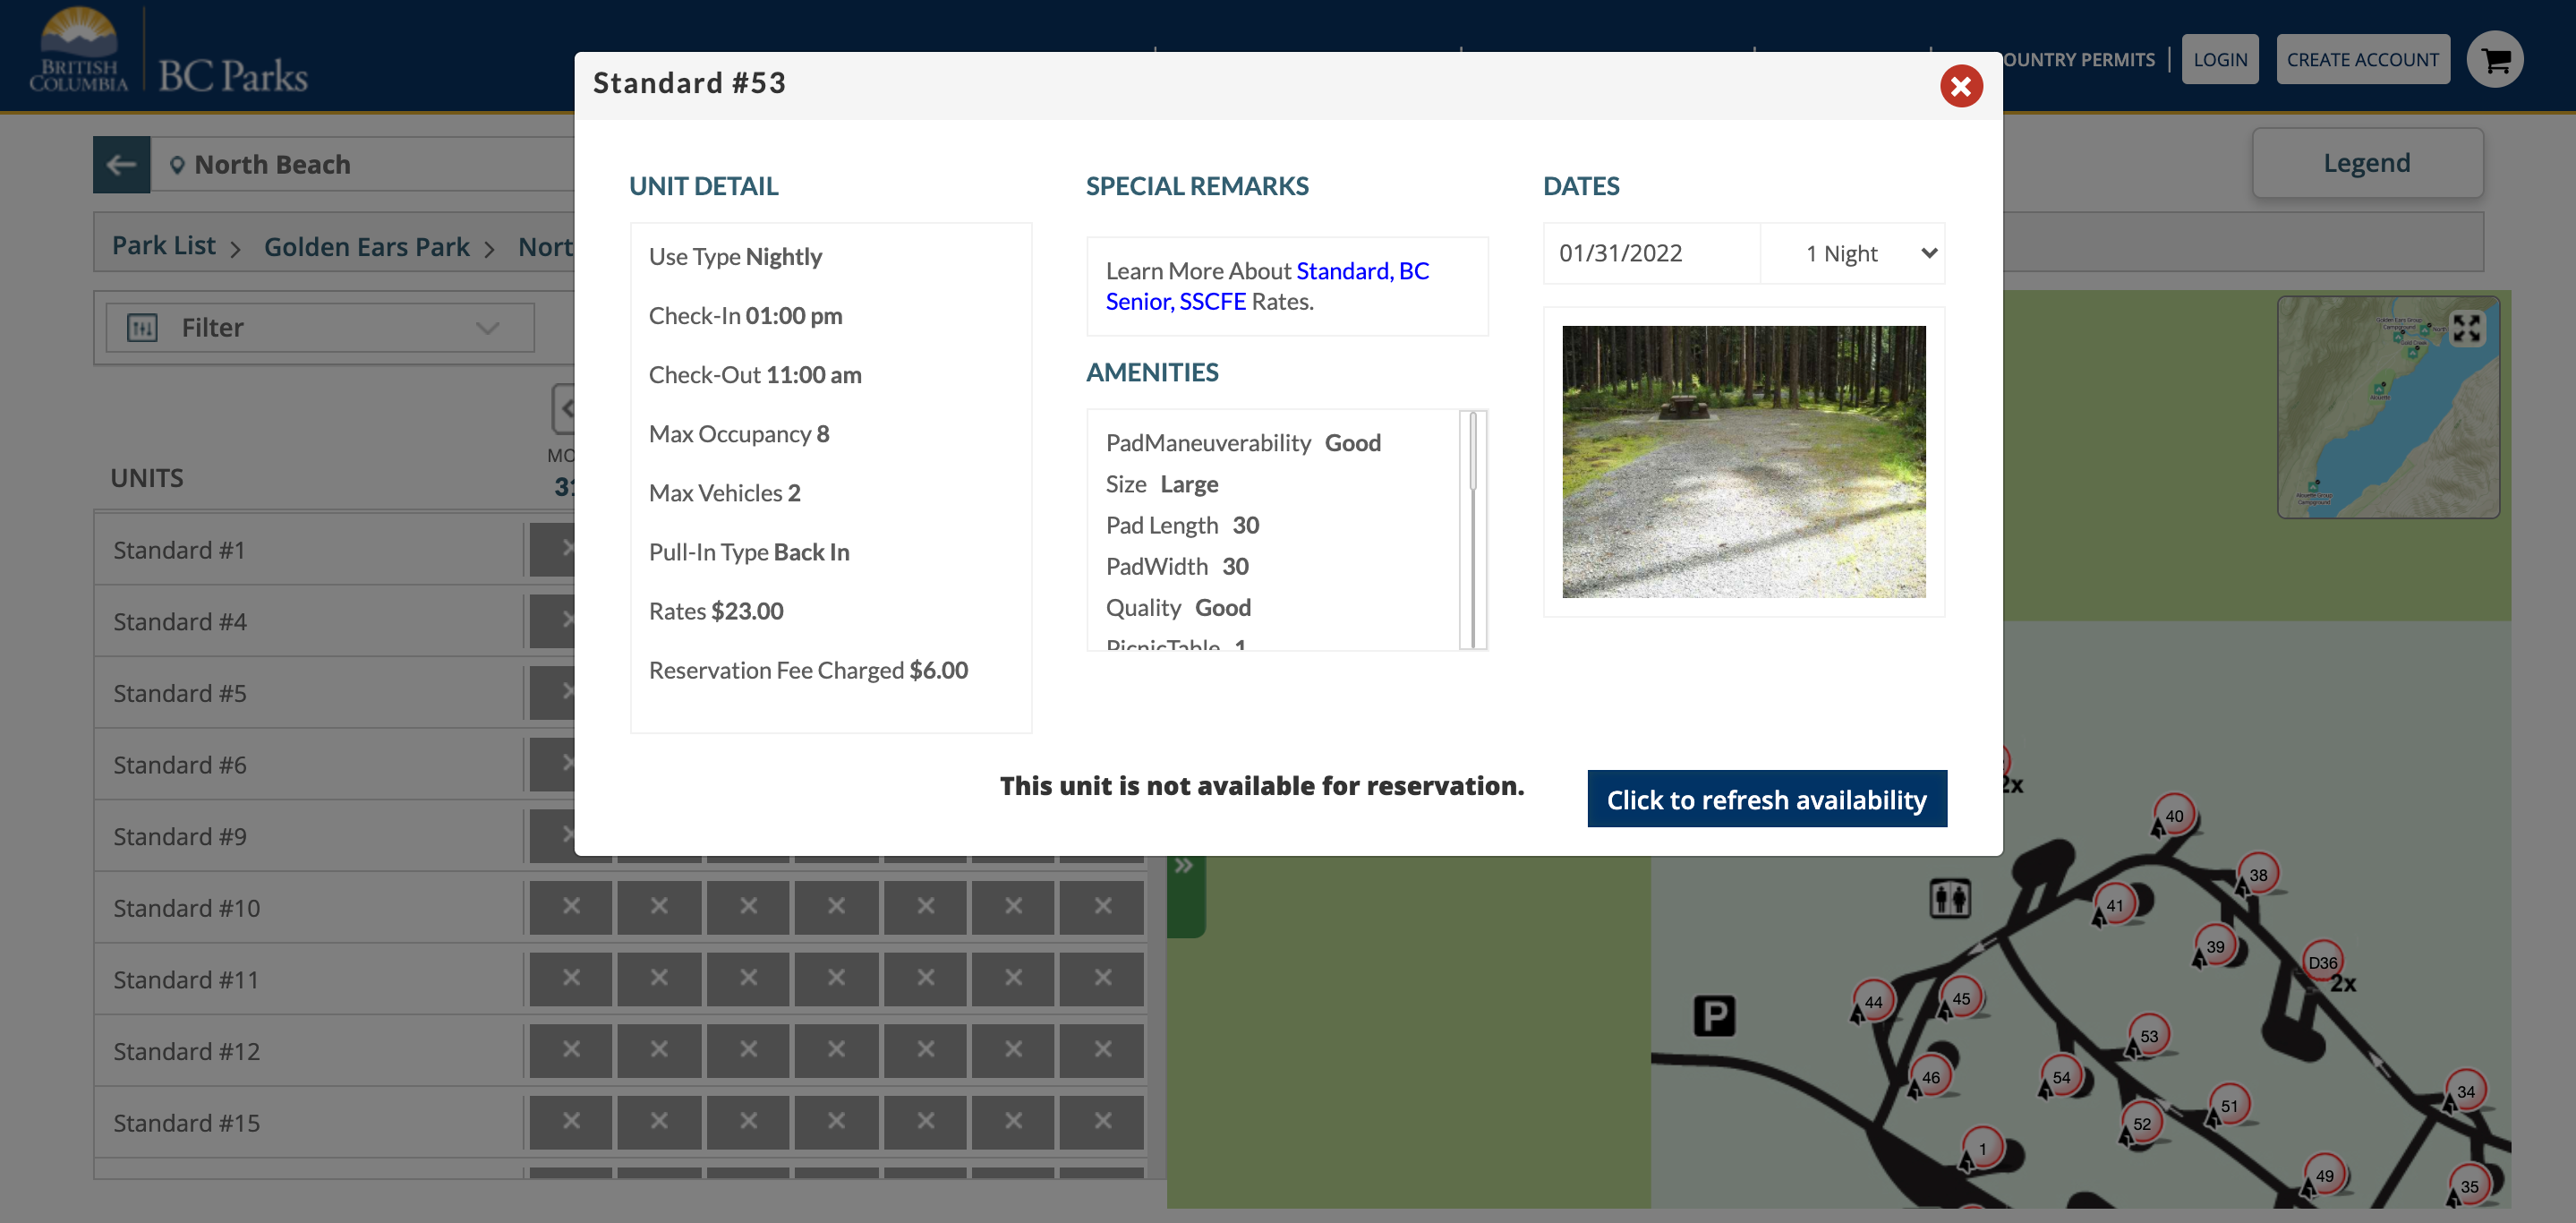 BRITISH
COLUMBIA
BC Parks
OUNTRY PERMITS
LOGIN
CREATE ACCOUNT
Standard #53
North Beach
Legend
Park List
Golden Ears Park
Nort
Filter
UNITS
MO
31
Standard #1
Standard #4
Standard #5
Standard #6
Standard #9
Standard #10
Standard #11
Standard #12
Standard #15
UNIT DETAIL
Use Type Nightly
Check-In 01:00 pm
Check-Out 11:00 am
Max Occupancy 8
Max Vehicles 2
Pull-In Type Back In
Rates $23.00
Reservation Fee Charged $6.00
SPECIAL REMARKS
Learn More About Standard, BC
Senior, SSCFE Rates.
AMENITIES
PadManeuverability Good
Size Large
Pad Length 30
PadWidth 30
Quality Good
PicnicTable 1
DATES
01/31/2022
1 Night
This unit is not available for reservation.
Click to refresh availability
2x
40
38
41
39
D36
2x
44
45
P
53
46
54
34
51
52
1
49
35